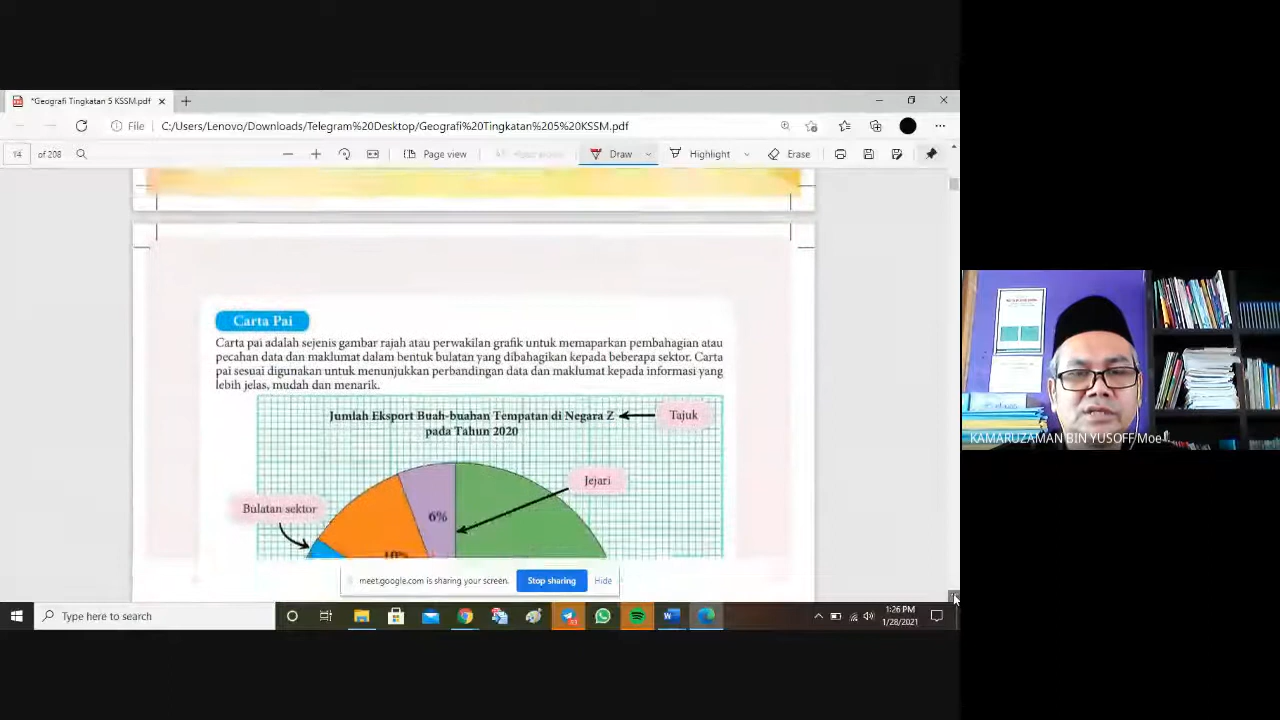 *Geografi Tingkatan 5 KSSM.pdf
File
C:/Users/Lenovo/Downloads/Telegram%20Desktop/Geografi%20Tingkatan%205%20KSSM.pdf
14 of 208
Page view
Draw
Highlight
Erase
Carta Pai
Carta pai adalah sejenis gambar rajah atau perwakilan grafik untuk memaparkan pembahagian atau
pecahan data dan maklumat dalam bentuk bulatan yang dibahagikan kepada beberapa sektor. Carta
pai sesuai digunakan untuk menunjukkan perbandingan data dan maklumat kepada informasi yang
lebih jelas, mudah dan menarik.
Jumlah Eksport Buah-buahan Tempatan di Negara Z
pada Tahun 2020
Tajuk
Jejari
Bulatan sektor
6%
10%
meet.google.com is sharing your screen.
Stop sharing
Hide
Type here to search
1:26 PM
1/28/2021
KAMARUZAMAN BIN YUSOFF Moe